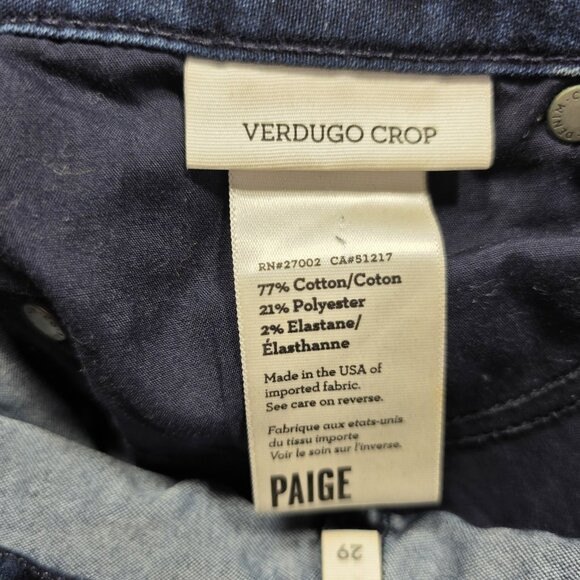 VERDUGO CROP
RN#27002 CA#51217
77% Cotton/Coton
21% Polyester
2% Elastane/
Élasthanne
Made in the USA of
imported fabric.
See care on reverse.
Fabrique aux etats-unis
du tissu importe
Voir le soin sur l'inverse.
PAIGE
29
DENIM